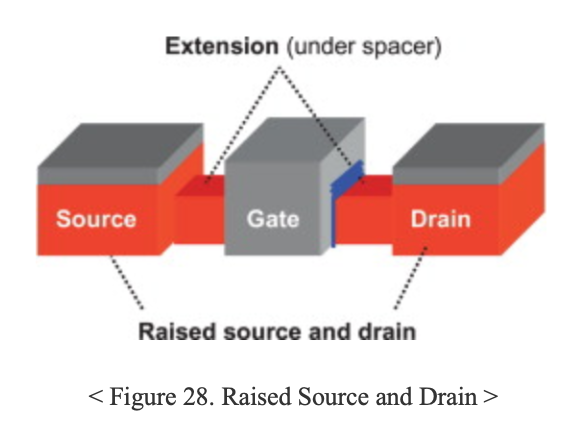 Extension (under spacer)
Source
Gate
Drain
Raised source and drain
< Figure 28. Raised Source and Drain >